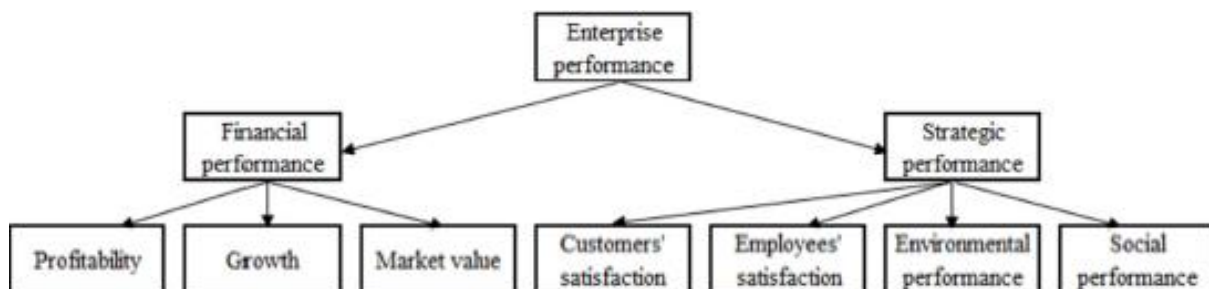 Enterprise
performance
Financial
performance
Strategic
performance
Profitability
Growth
Market value
Customers'
satisfaction
Employees'
satisfaction
Environmental
performance
Social
performance